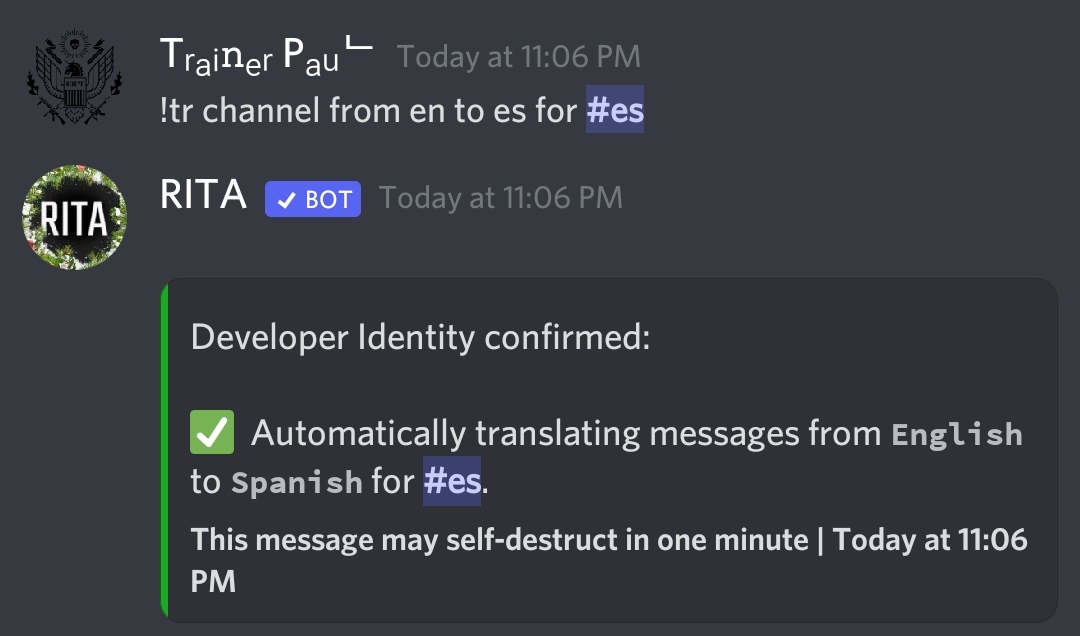 Trainer Pau Today at 11:06 PM
!tr channel from en to es for #es
RITA
RITA ✓ BOT Today at 11:06 PM
Developer Identity confirmed:
✅ Automatically translating messages from English
to Spanish for #es.
This message may self-destruct in one minute | Today at 11:06
PM